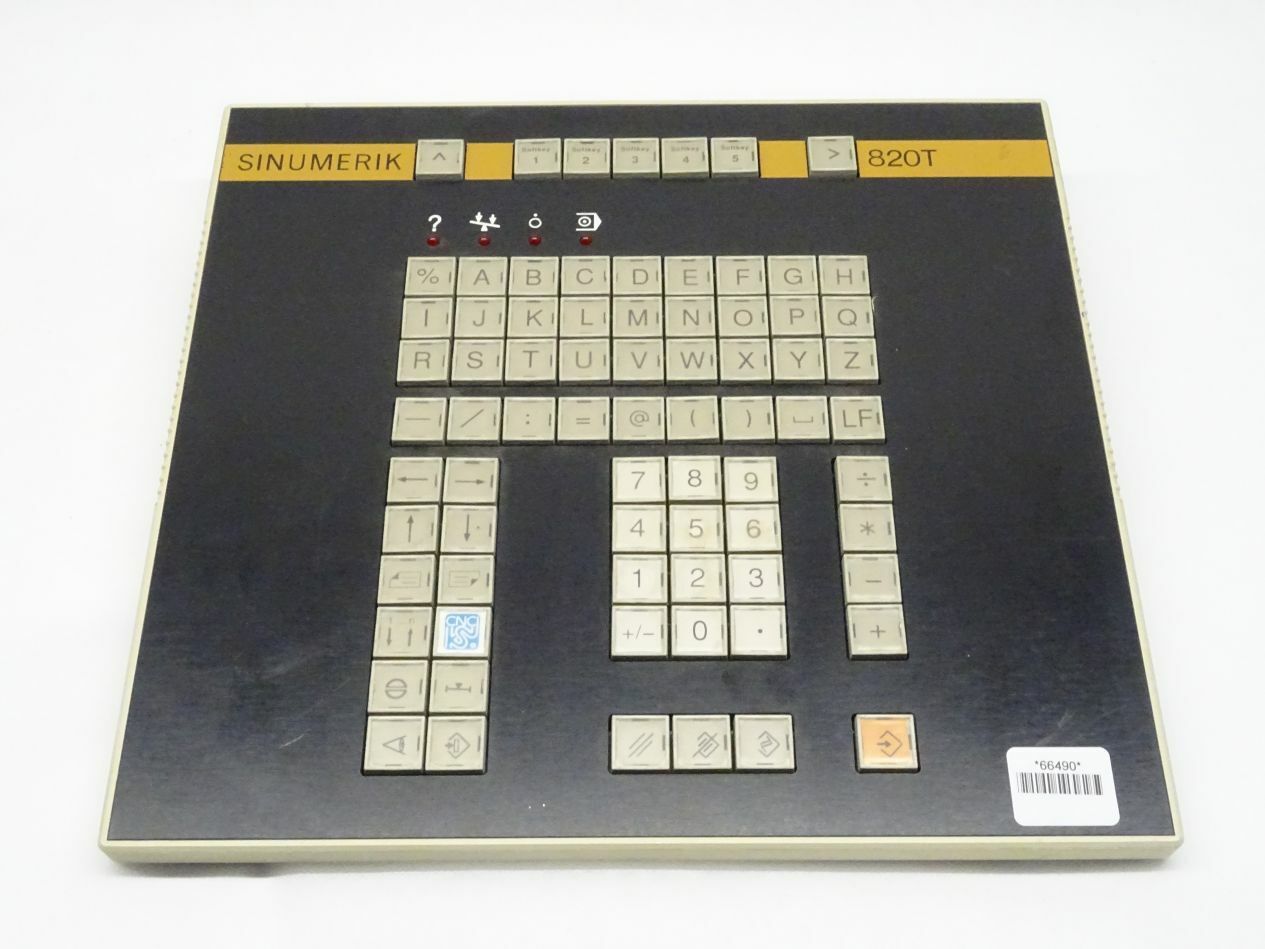 SINUMERIK ^ Softkey 1 Softkey 2 Softkey 3 Softkey 4 Softkey 5 > 820T
?
% A B C D E F G H
I J K L M N O P Q
R S T U V W X Y Z
— / : = @ ( ) ⎵ LF
← → 7 8 9 ÷
↑ ↓ 4 5 6 *
1 2 3 −
CNC +/− 0 . +
*66490*